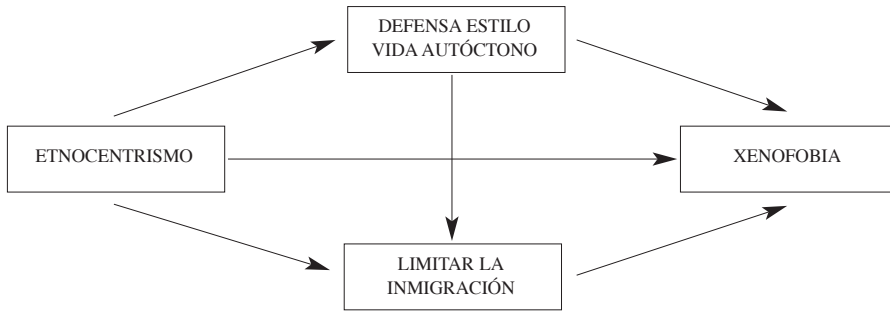 DEFENSA ESTILO
VIDA AUTÓCTONO
ETNOCENTRISMO
XENOFOBIA
LIMITAR LA
INMIGRACIÓN